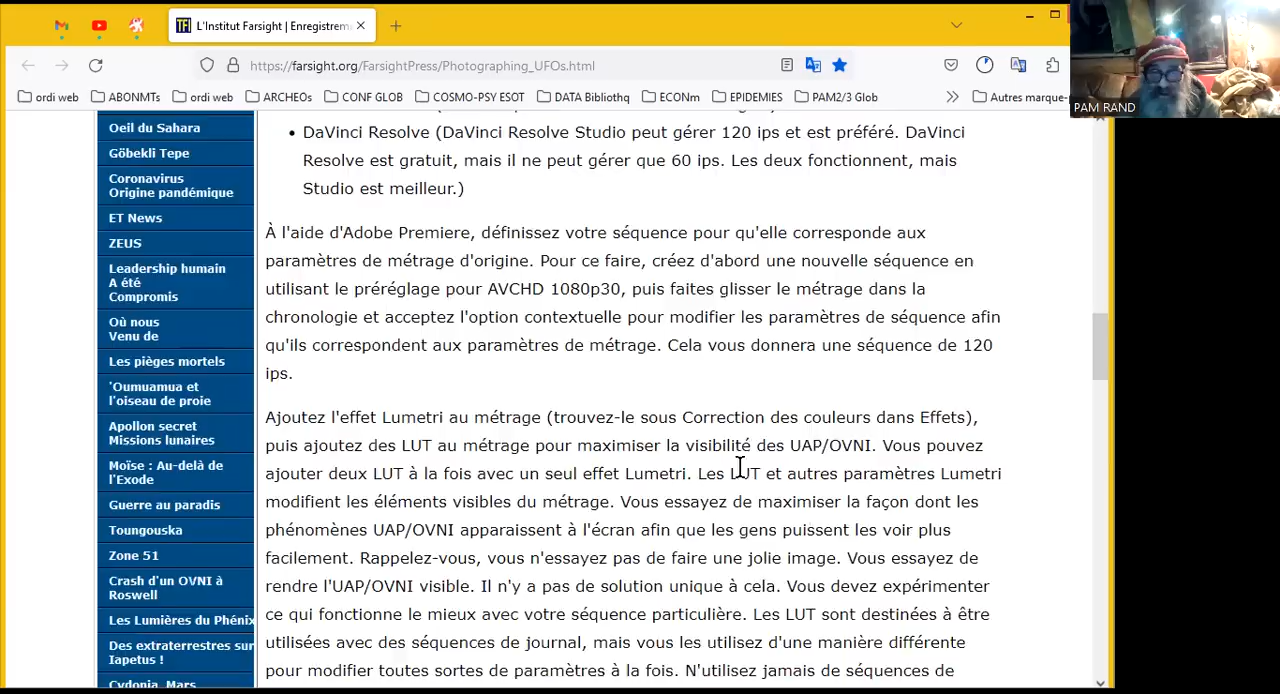 L'Institut Farsight | Enregistrem
https://farsight.org/FarsightPress/Photographing_UFOs.html
PAM RAND
ordi web
ABONMTs
ordi web
ARCHEOs
CONF GLOB
COSMO-PSY ESOT
DATA Bibliothq
ECONm
EPIDEMIES
PAM2/3 Glob
Autres marque-
Oeil du Sahara
Göbekli Tepe
Coronavirus
Origine pandémique
ET News
ZEUS
Leadership humain
A été
Compromis
Où nous
Venu de
Les pièges mortels
'Oumuamua et
l'oiseau de proie
Apollon secret
Missions lunaires
Moïse : Au-delà de
l'Exode
Guerre au paradis
Toungouska
Zone 51
Crash d'un OVNI à
Roswell
Les Lumières du Phénix
Des extraterrestres sur
Iapetus !
Cydonia, Mars
• DaVinci Resolve (DaVinci Resolve Studio peut gérer 120 ips et est préféré. DaVinci
Resolve est gratuit, mais il ne peut gérer que 60 ips. Les deux fonctionnent, mais
Studio est meilleur.)
À l'aide d'Adobe Premiere, définissez votre séquence pour qu'elle corresponde aux
paramètres de métrage d'origine. Pour ce faire, créez d'abord une nouvelle séquence en
utilisant le préréglage pour AVCHD 1080p30, puis faites glisser le métrage dans la
chronologie et acceptez l'option contextuelle pour modifier les paramètres de séquence afin
qu'ils correspondent aux paramètres de métrage. Cela vous donnera une séquence de 120
ips.
Ajoutez l'effet Lumetri au métrage (trouvez-le sous Correction des couleurs dans Effets),
puis ajoutez des LUT au métrage pour maximiser la visibilité des UAP/OVNI. Vous pouvez
ajouter deux LUT à la fois avec un seul effet Lumetri. Les LUT et autres paramètres Lumetri
modifient les éléments visibles du métrage. Vous essayez de maximiser la façon dont les
phénomènes UAP/OVNI apparaissent à l'écran afin que les gens puissent les voir plus
facilement. Rappelez-vous, vous n'essayez pas de faire une jolie image. Vous essayez de
rendre l'UAP/OVNI visible. Il n'y a pas de solution unique à cela. Vous devez expérimenter
ce qui fonctionne le mieux avec votre séquence particulière. Les LUT sont destinées à être
utilisées avec des séquences de journal, mais vous les utilisez d'une manière différente
pour modifier toutes sortes de paramètres à la fois. N'utilisez jamais de séquences de